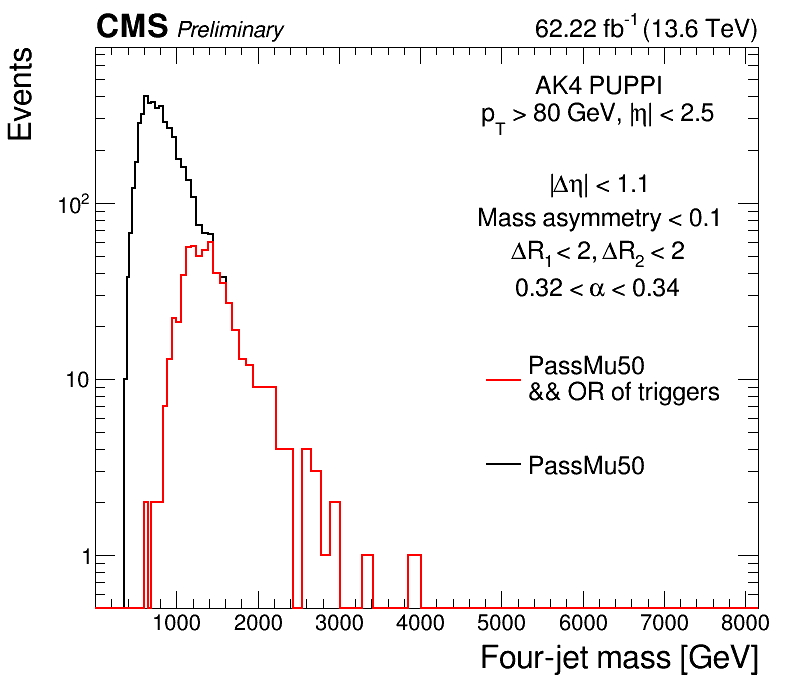 CMS Preliminary 62.22 fb⁻¹ (13.6 TeV)
Events
AK4 PUPPI
p_T > 80 GeV, |η| < 2.5
|Δη| < 1.1
Mass asymmetry < 0.1
ΔR₁ < 2, ΔR₂ < 2
0.32 < α < 0.34
PassMu50
&& OR of triggers
PassMu50
10²
10
1
1000 2000 3000 4000 5000 6000 7000 8000
Four-jet mass [GeV]